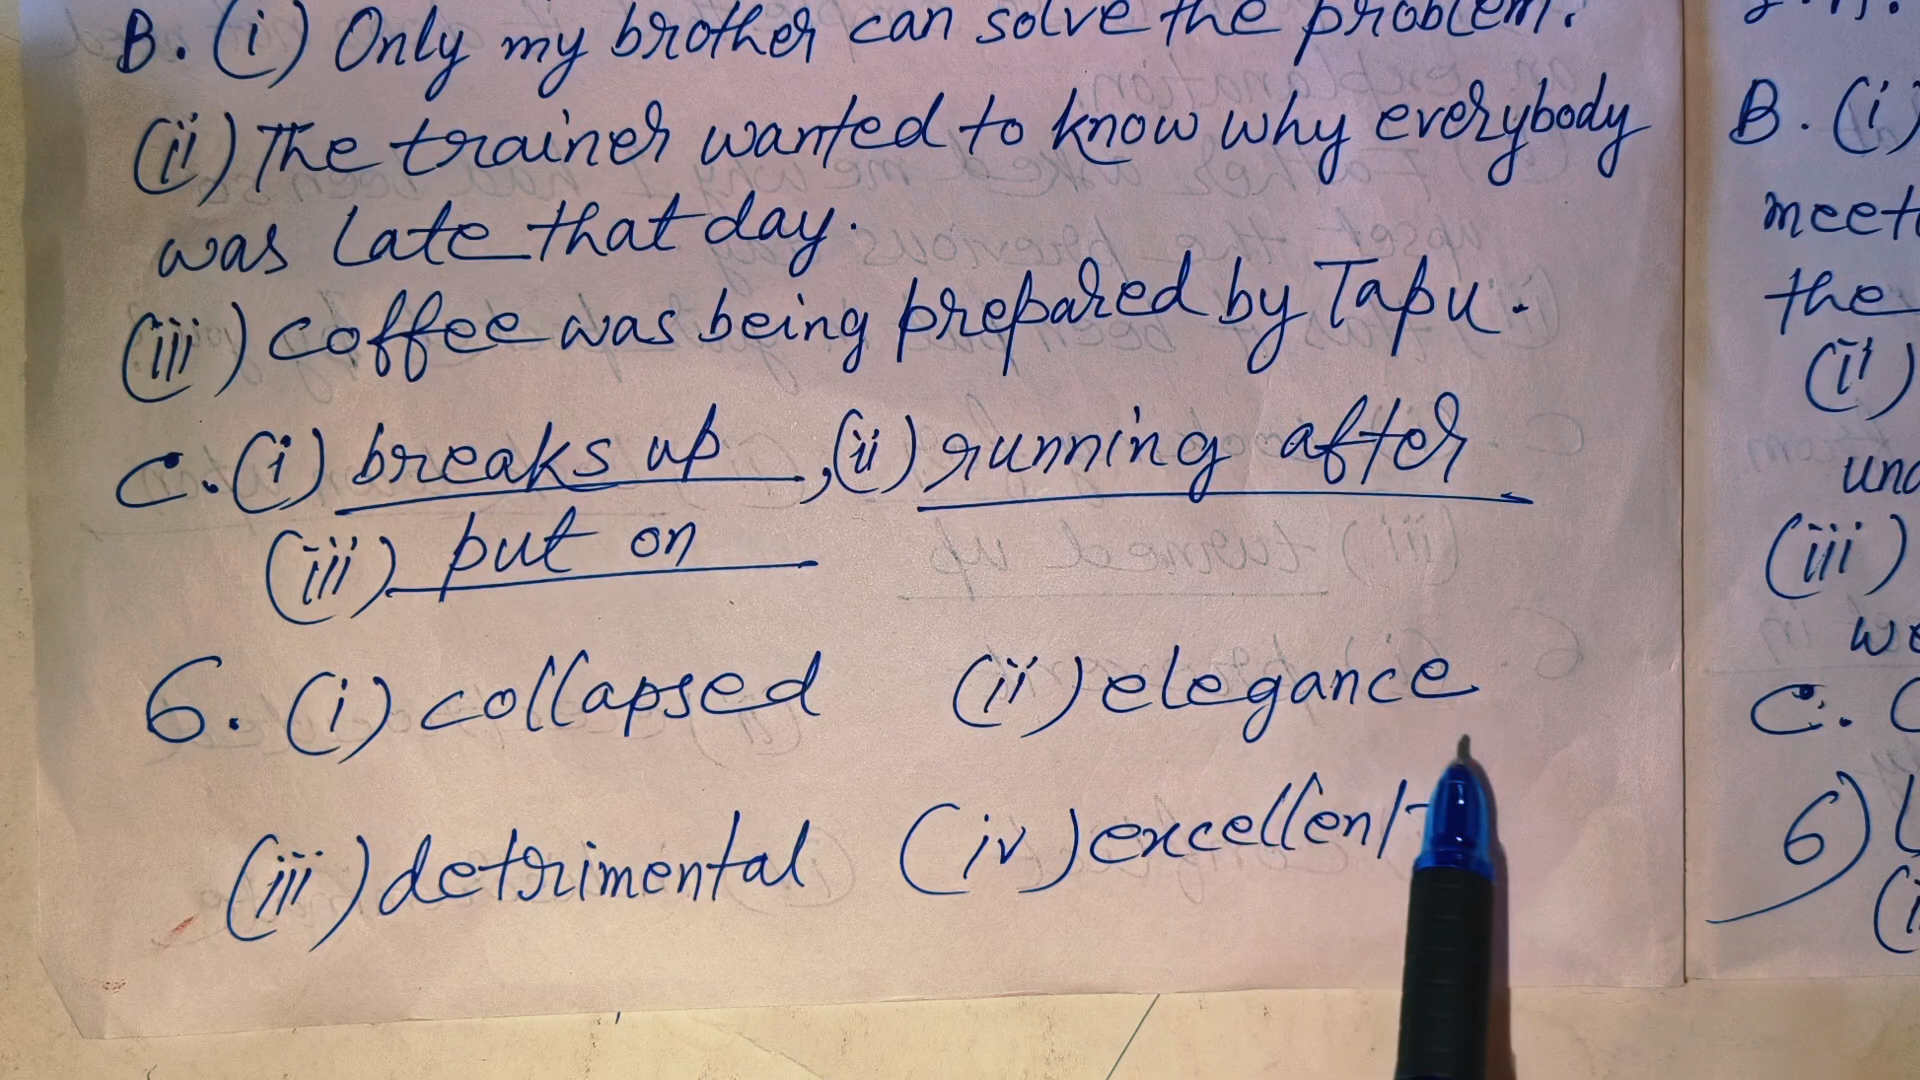 B. (i) Only my brother can solve the problem.
(ii) The trainer wanted to know why everybody
was late that day.
(iii) Coffee was being prepared by Tapu.
C. (i) breaks up, (ii) running after
(iii) put on
6. (i) collapsed (ii) elegance
(iii) detrimental (iv) excellent
B. (i)
meet
the
(ii)
(iii)
we
C.
6)